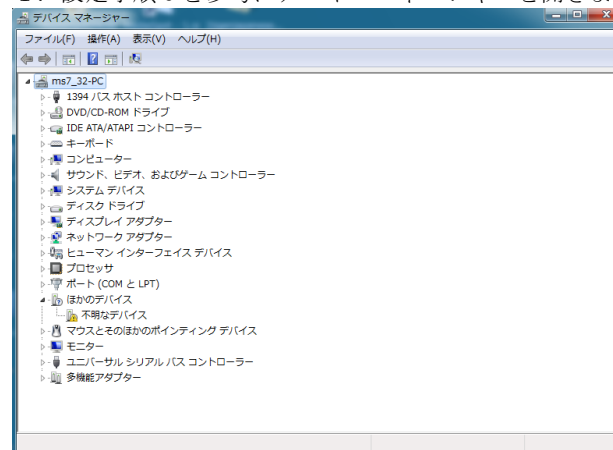 デバイス マネージャー
ファイル(F) 操作(A) 表示(V) ヘルプ(H)
ms7_32-PC
1394 バス ホスト コントローラー
DVD/CD-ROM ドライブ
IDE ATA/ATAPI コントローラー
キーボード
コンピューター
サウンド、ビデオ、およびゲーム コントローラー
システム デバイス
ディスク ドライブ
ディスプレイ アダプター
ネットワーク アダプター
ヒューマン インターフェイス デバイス
プロセッサ
ポート (COM と LPT)
ほかのデバイス
不明なデバイス
マウスとそのほかのポインティング デバイス
モニター
ユニバーサル シリアル バス コントローラー
多機能アダプター